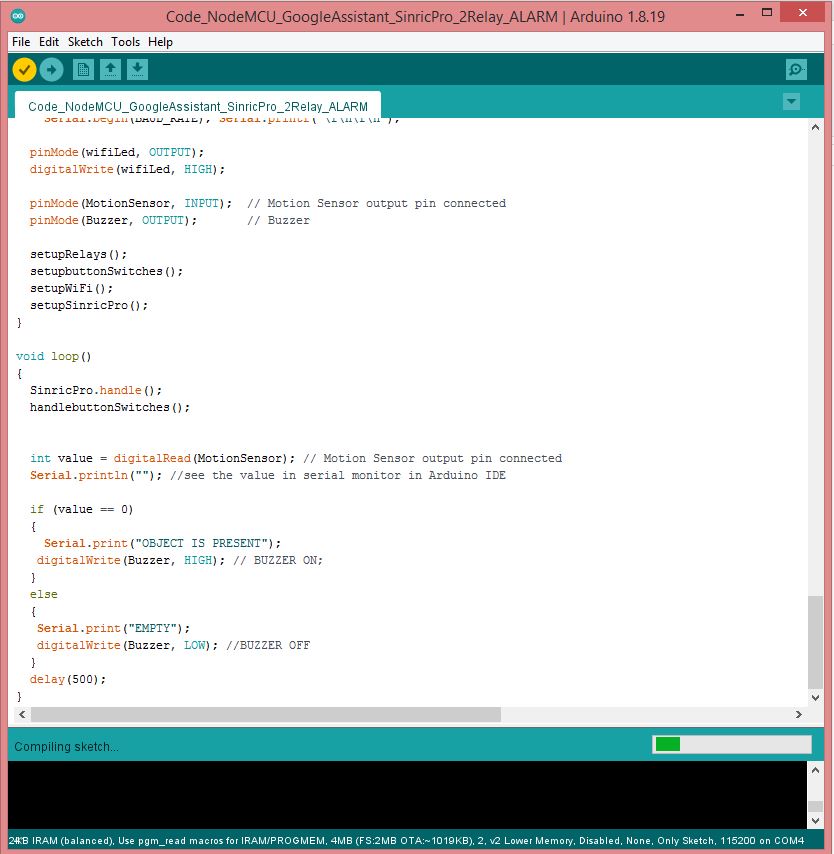 Code_NodeMCU_GoogleAssistant_SinricPro_2Relay_ALARM | Arduino 1.8.19
File Edit Sketch Tools Help
Code_NodeMCU_GoogleAssistant_SinricPro_2Relay_ALARM
Serial.begin(BAUD_RATE); Serial.printf("\r\n\r\n");
pinMode(wifiLed, OUTPUT);
digitalWrite(wifiLed, HIGH);
pinMode(MotionSensor, INPUT); // Motion Sensor output pin connected
pinMode(Buzzer, OUTPUT); // Buzzer
setupRelays();
setupbuttonSwitches();
setupWiFi();
setupSinricPro();
}
void loop()
{
SinricPro.handle();
handlebuttonSwitches();
int value = digitalRead(MotionSensor); // Motion Sensor output pin connected
Serial.println(""); //see the value in serial monitor in Arduino IDE
if (value == 0)
{
Serial.print("OBJECT IS PRESENT");
digitalWrite(Buzzer, HIGH); // BUZZER ON;
}
else
{
Serial.print("EMPTY");
digitalWrite(Buzzer, LOW); //BUZZER OFF
}
delay(500);
}
Compiling sketch...
IRAM (balanced), Use pgm_read macros for IRAM/PROGMEM, 4MB (FS:2MB OTA:~1019KB), 2, v2 Lower Memory, Disabled, None, Only Sketch, 115200 on COM4